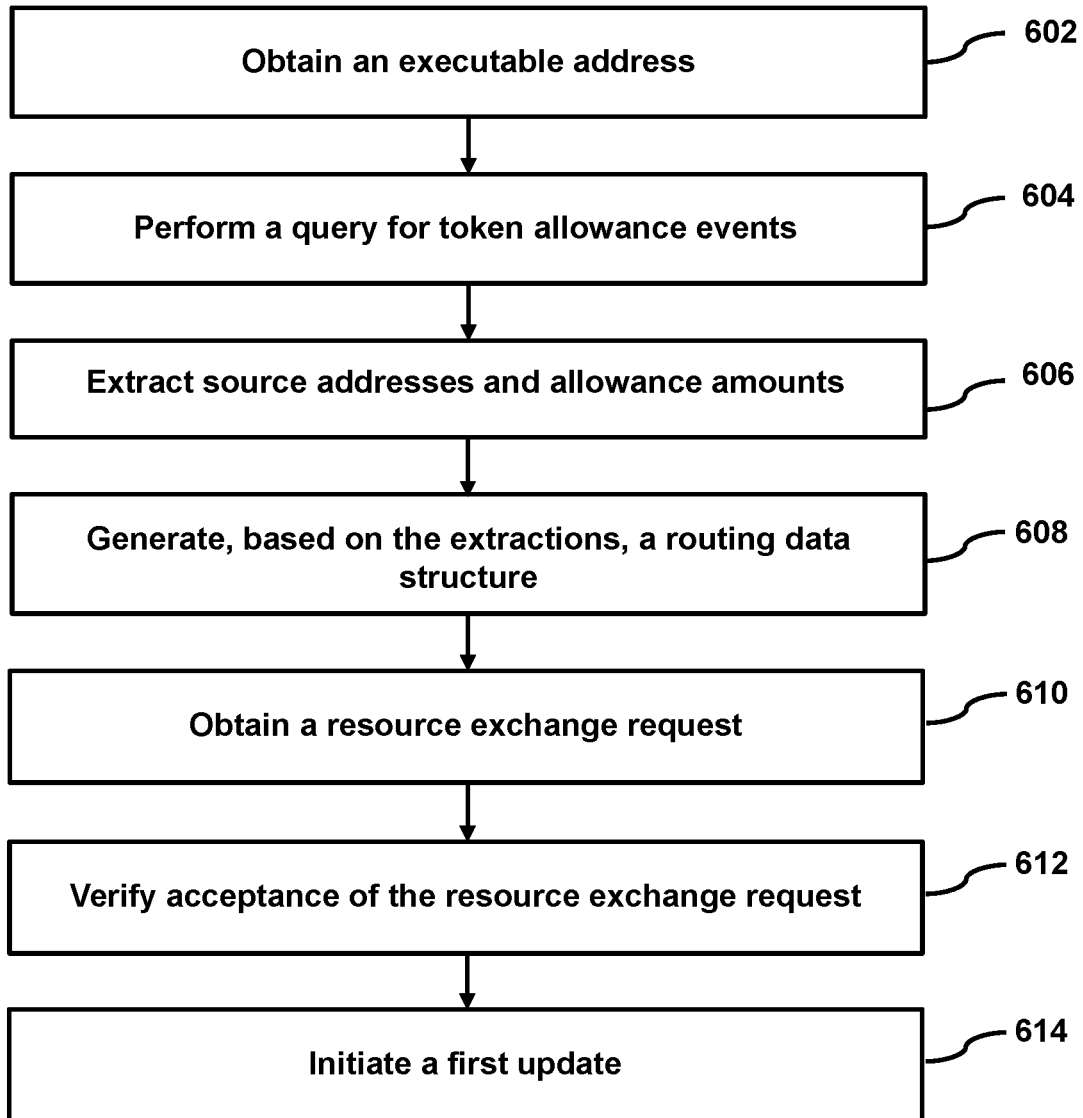 Obtain an executable address
602
Perform a query for token allowance events
604
Extract source addresses and allowance amounts
606
Generate, based on the extractions, a routing data
structure
608
Obtain a resource exchange request
610
Verify acceptance of the resource exchange request
612
Initiate a first update
614